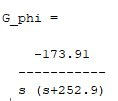 G_phi =
-173.91
-----------
s (s+252.9)